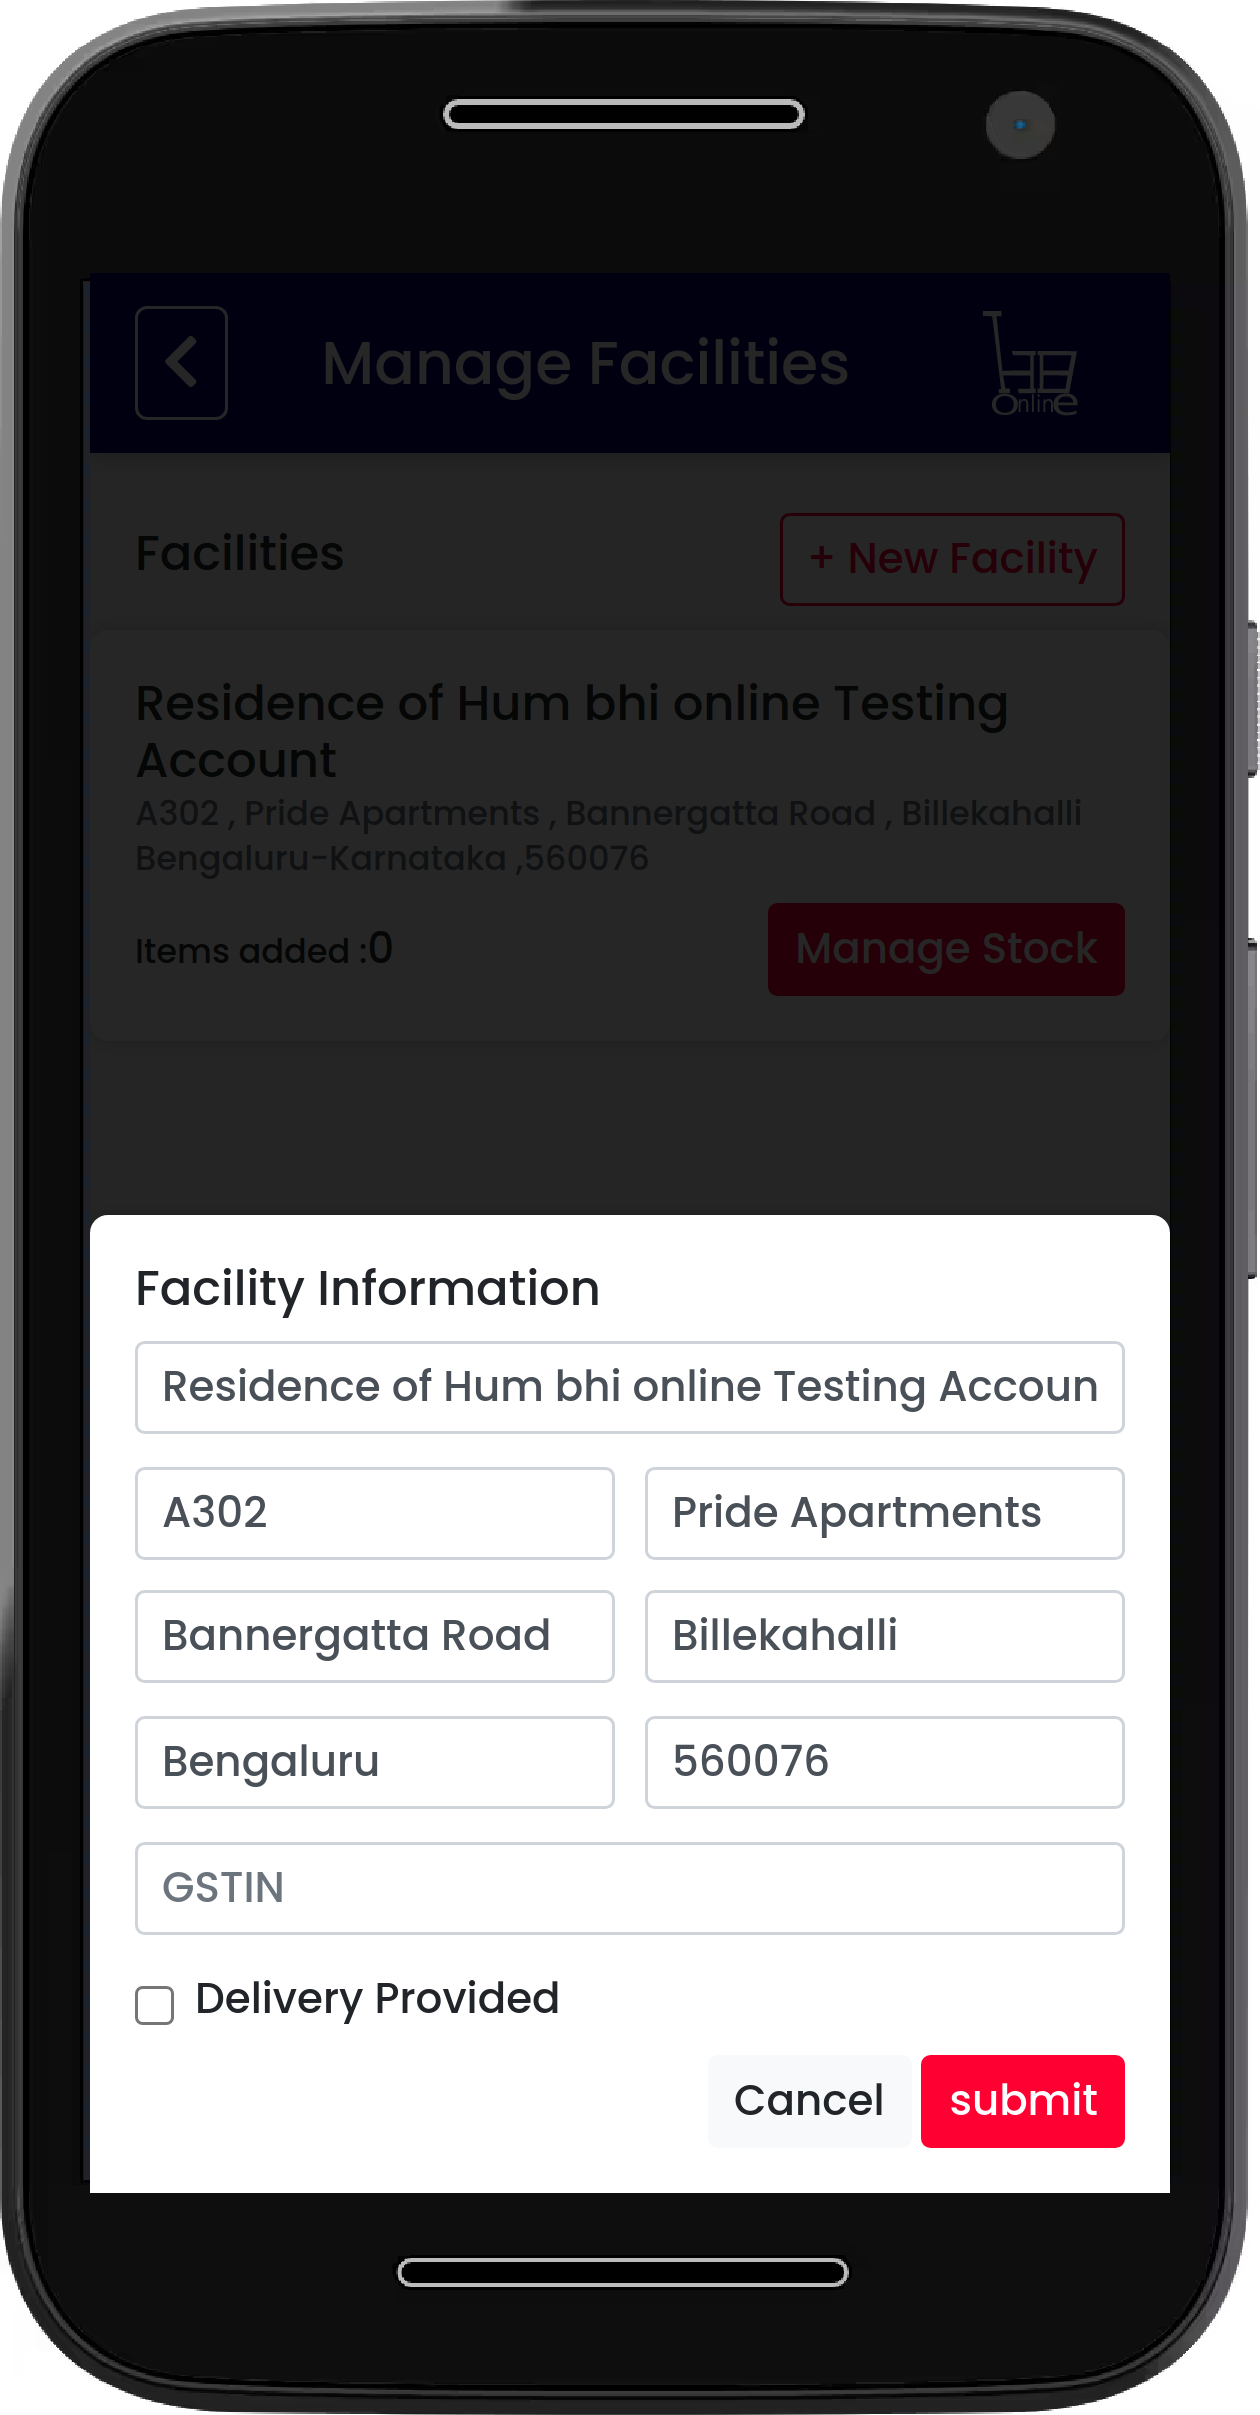 Manage Facilities
Online
Facilities
+ New Facility
Residence of Hum bhi online Testing
Account
A302 , Pride Apartments , Bannergatta Road , Billekahalli
Bengaluru-Karnataka ,560076
Items added :0
Manage Stock
Facility Information
Residence of Hum bhi online Testing Accoun
A302
Pride Apartments
Bannergatta Road
Billekahalli
Bengaluru
560076
GSTIN
Delivery Provided
Cancel
submit